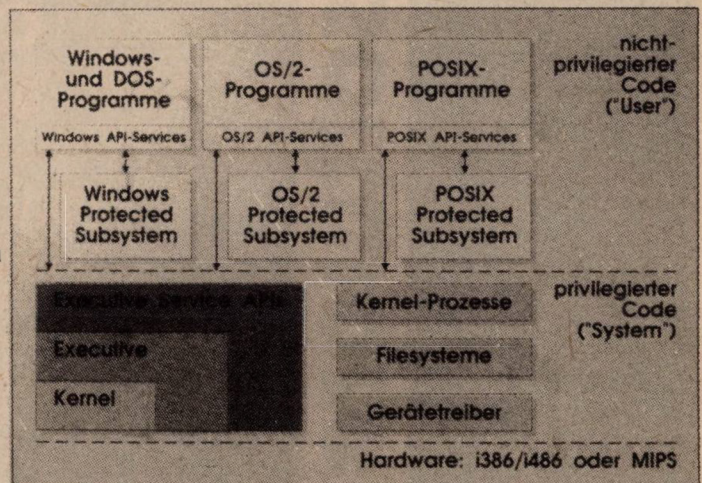 Windows-
und DOS-
Programme
Windows API-Services
OS/2-
Programme
OS/2 API-Services
POSIX-
Programme
POSIX API-Services
nicht-
privilegierter
Code
("User")
Windows
Protected
Subsystem
OS/2
Protected
Subsystem
POSIX
Protected
Subsystem
Executive Service APIs
Executive
Kernel
Kernel-Prozesse
Filesysteme
Gerätetreiber
privilegierter
Code
("System")
Hardware: i386/i486 oder MIPS